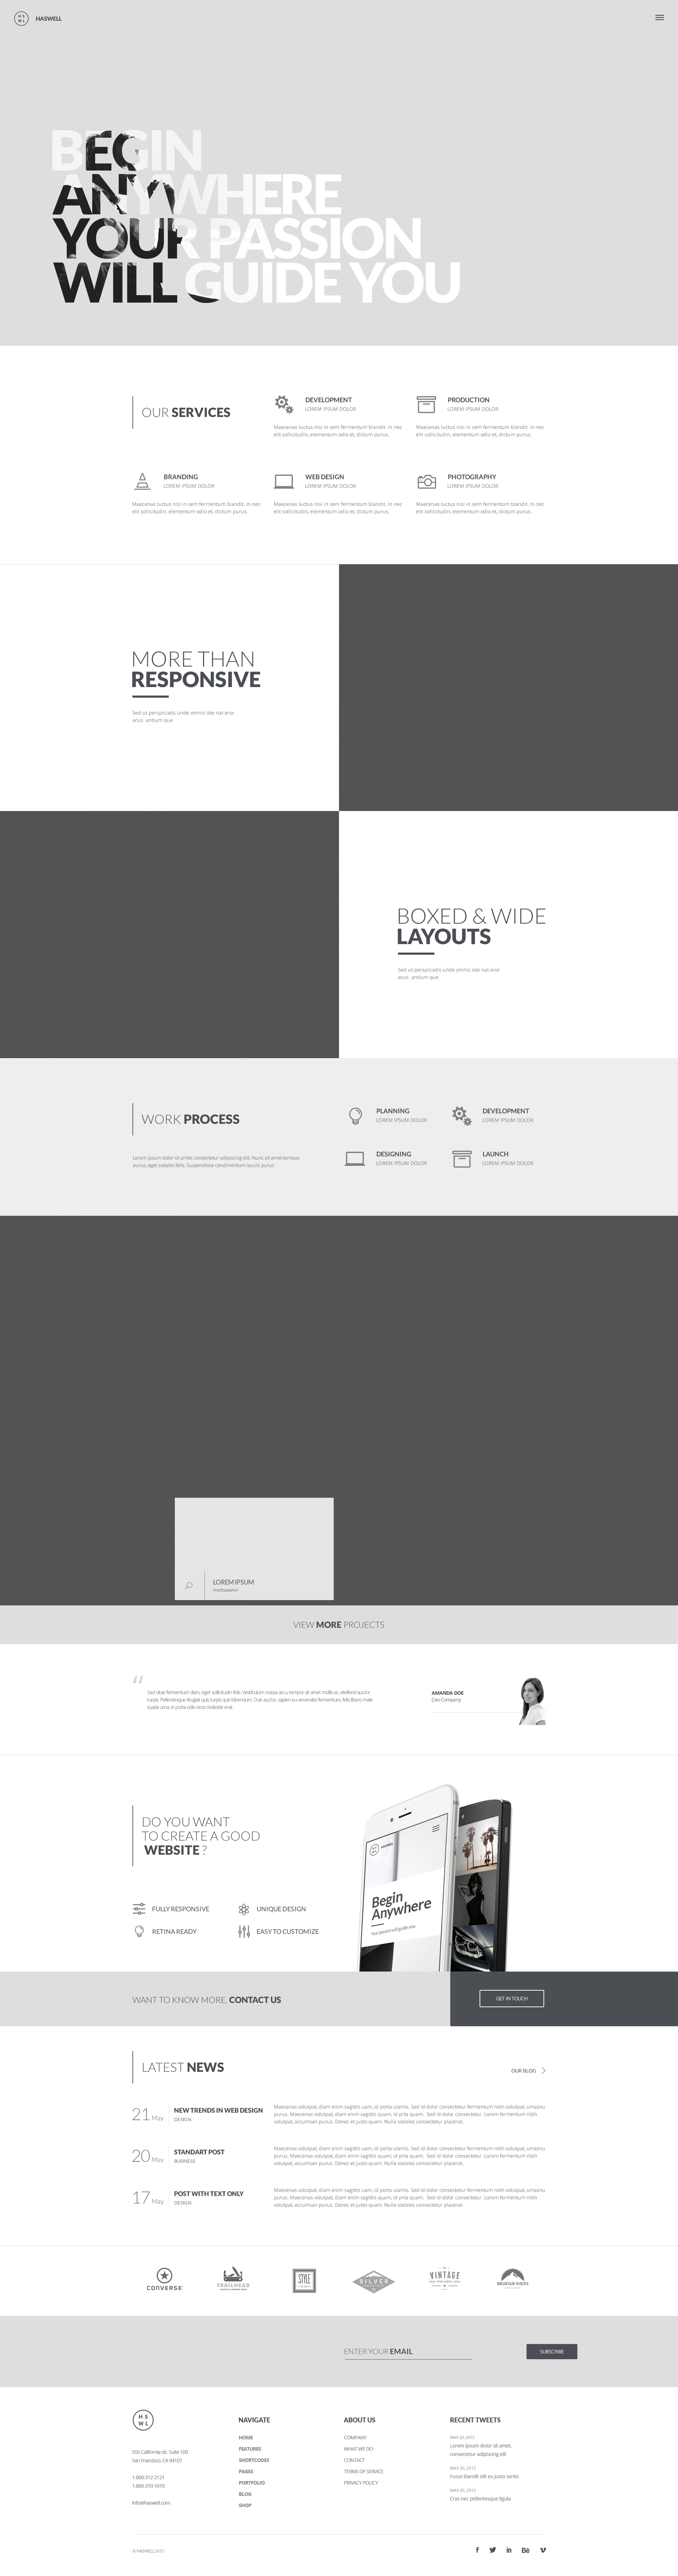 H S
W L
HASWELL
BEGIN
ANYWHERE
YOUR PASSION
WILL GUIDE YOU
OUR SERVICES
DEVELOPMENT
LOREM IPSUM DOLOR
Maecenas luctus nisi in sem fermentum blandit. In nec
elit sollicitudin, elementum odio et, dictum purus.
PRODUCTION
LOREM IPSUM DOLOR
Maecenas luctus nisi in sem fermentum blandit. In nec
elit sollicitudin, elementum odio et, dictum purus.
BRANDING
LOREM IPSUM DOLOR
Maecenas luctus nisi in sem fermentum blandit. In nec
elit sollicitudin, elementum odio et, dictum purus.
WEB DESIGN
LOREM IPSUM DOLOR
Maecenas luctus nisi in sem fermentum blandit. In nec
elit sollicitudin, elementum odio et, dictum purus.
PHOTOGRAPHY
LOREM IPSUM DOLOR
Maecenas luctus nisi in sem fermentum blandit. In nec
elit sollicitudin, elementum odio et, dictum purus.
MORE THAN
RESPONSIVE
Sed ut perspiciatis unde omnis iste nat eror
acus antium que
BOXED & WIDE
LAYOUTS
Sed ut perspiciatis unde omnis iste nat eror
acus antium que
WORK PROCESS
Lorem ipsum dolor sit amet, consectetur adipiscing elit. Nunc sit amet tempus
purus, eget sodales felis. Suspendisse condimentum iaculis purus
PLANNING
LOREM IPSUM DOLOR
DEVELOPMENT
LOREM IPSUM DOLOR
DESIGNING
LOREM IPSUM DOLOR
LAUNCH
LOREM IPSUM DOLOR
LOREM IPSUM
PHOTOGRAPHY
VIEW MORE PROJECTS
“
Sed vitae fermentum diam, eget sollicitudin felis. Vestibulum massa arcu, tempor sit amet mollis ac, eleifend auctor
turpis. Pellentesque feugiat quis turpis quis bibendum. Duis auctor, sapien eu venenatis fermentum, felis libero male-
suada urna, in porta odio eros molestie erat.
AMANDA DOE
Ceo Company
DO YOU WANT
TO CREATE A GOOD
WEBSITE ?
FULLY RESPONSIVE
UNIQUE DESIGN
RETINA READY
EASY TO CUSTOMIZE
HASWELL
Begin
Anywhere
Your passion will guide you
WANT TO KNOW MORE, CONTACT US
GET IN TOUCH
LATEST NEWS
OUR BLOG
21 May
NEW TRENDS IN WEB DESIGN
DESIGN
Maecenas volutpat, diam enim sagittis quam, id porta ulamis. Sed id dolor consectetur fermentum nibh volutpat, umsonu
purus. Maecenas volutpat, diam enim sagittis quam, id prta quam. Sed id dolor consectetur. Lorem fermentum nibh
volutpat, accumsan purus. Donec et justo quam. Nulla sodales consectetur placerat.
20 May
STANDART POST
BUSINESS
Maecenas volutpat, diam enim sagittis uam, id porta ulamis. Sed id dolor consectetur fermentum nibh volutpat, umsonu
purus. Maecenas volutpat, diam enim sagittis quam, id prta quam. Sed id dolor consectetur. Lorem fermentum nibh
volutpat, accumsan purus. Donec et justo quam. Nulla sodales consectetur placerat.
17 May
POST WITH TEXT ONLY
DESIGN
Maecenas volutpat, diam enim sagittis quam, id porta ulamis. Sed id dolor consectetur fermentum nibh volutpat, umsonu
purus. Maecenas volutpat, diam enim sagittis quam, id prta quam. Sed id dolor consectetur. Lorem fermentum nibh
volutpat, accumsan purus. Donec et justo quam. Nulla sodales consectetur placerat.
CONVERSE
TRAILHEAD
STYLE
SILVER
VINTAGE
MOUNTAIN RIDERS
ENTER YOUR EMAIL
SUBSCRIBE
H S
W L
555 California str, Suite 100
San Francisco, CA 94107
1-800-312-2121
1-800-310-1010
info@haswell.com
NAVIGATE
HOME
FEATURES
SHORTCODES
PAGES
PORTFOLIO
BLOG
SHOP
ABOUT US
COMPANY
WHAT WE DO
CONTACT
TERMS OF SERVICE
PRIVACY POLICY
RECENT TWEETS
MAY 20, 2015
Lorem ipsum dolor sit amet,
consectetur adipiscing elit
MAY 20, 2015
Fusce blandit elit eu justo sento
MAY 20, 2015
Cras nec pellentesque ligula
© HASWELL 2015